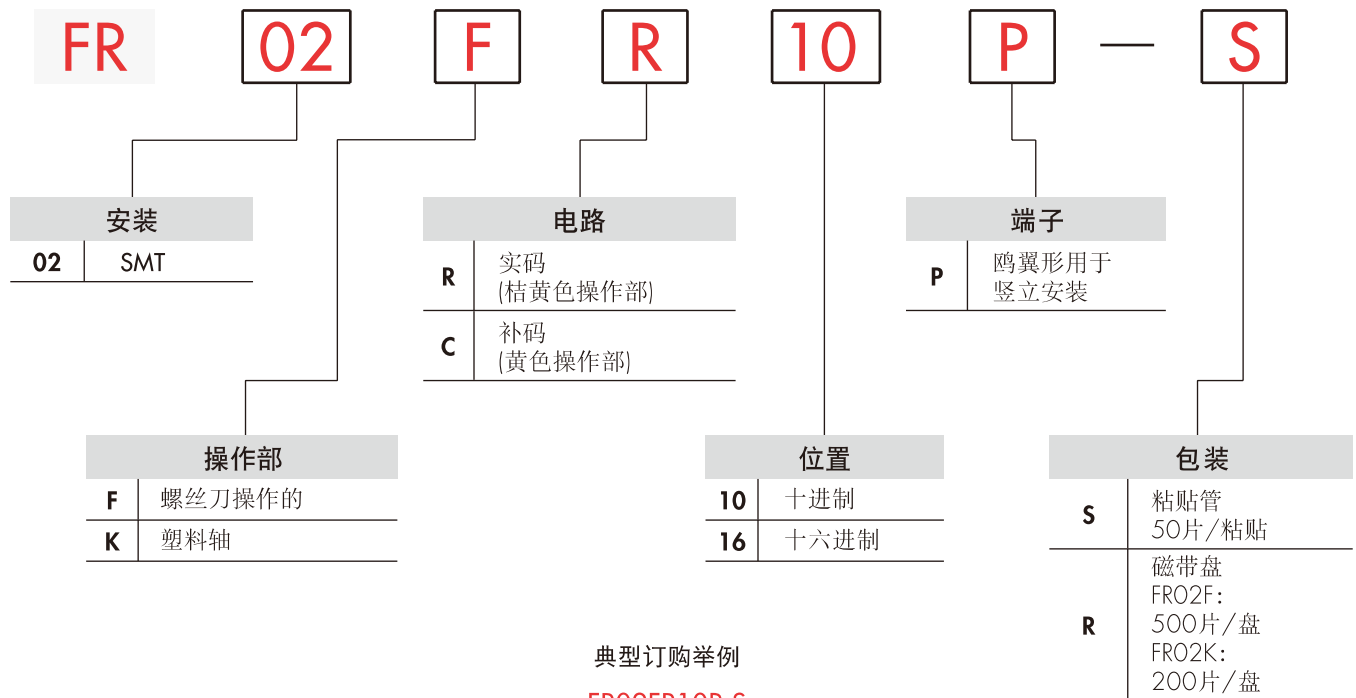 FR 02 F R 10 P — S
安装
02 SMT
电路
R 实码
(桔黄色操作部)
C 补码
(黄色操作部)
端子
P 鸥翼形用于
竖立安装
操作部
F 螺丝刀操作的
K 塑料轴
位置
10 十进制
16 十六进制
包装
S 粘贴管
50片/粘贴
R 磁带盘
FR02F:
500片/盘
FR02K:
200片/盘
典型订购举例
FR02FR10P-S